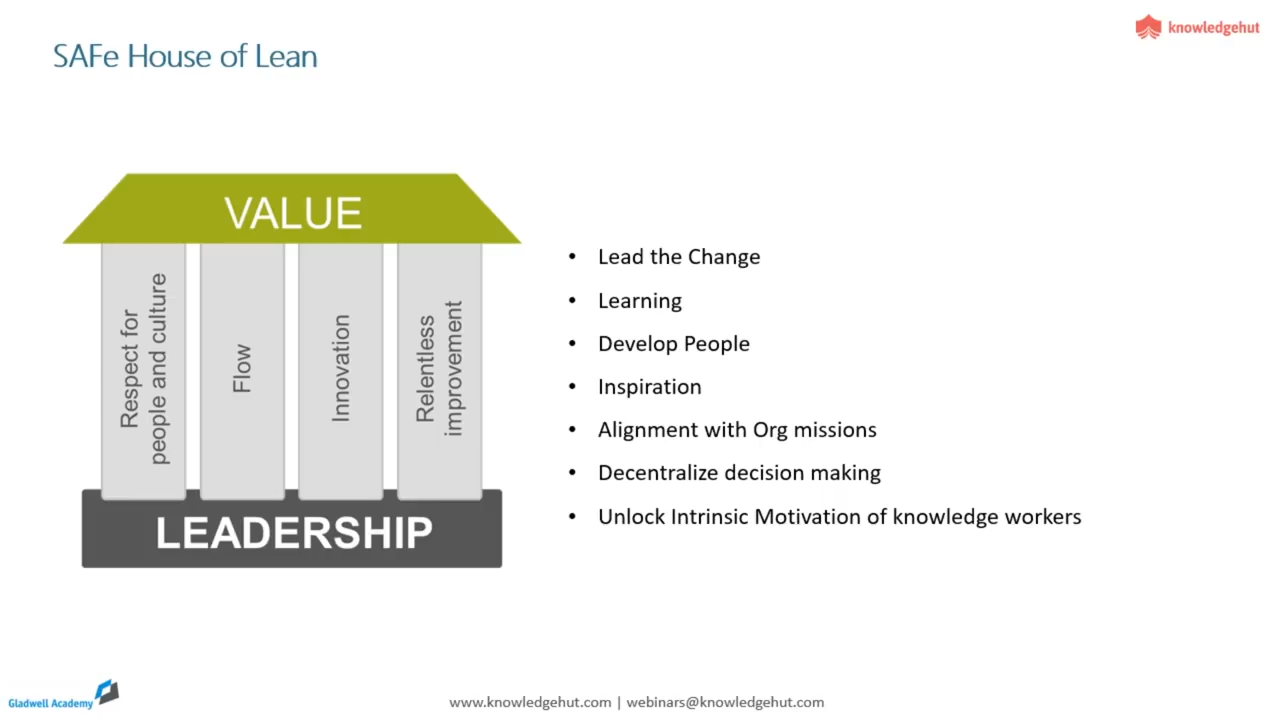 knowledgehut
SAFe House of Lean
VALUE
Respect for
people and culture
Flow
Innovation
Relentless
improvement
LEADERSHIP
• Lead the Change
• Learning
• Develop People
• Inspiration
• Alignment with Org missions
• Decentralize decision making
• Unlock Intrinsic Motivation of knowledge workers
Gladwell Academy
www.knowledgehut.com | webinars@knowledgehut.com